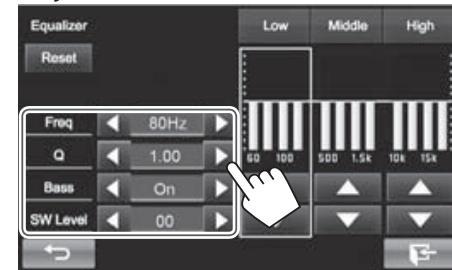 Equalizer
Low Middle High
Reset
Freq 80Hz
Q 1.00
60 100 500 1.5k 10k 15k
Bass On
SW Level 00